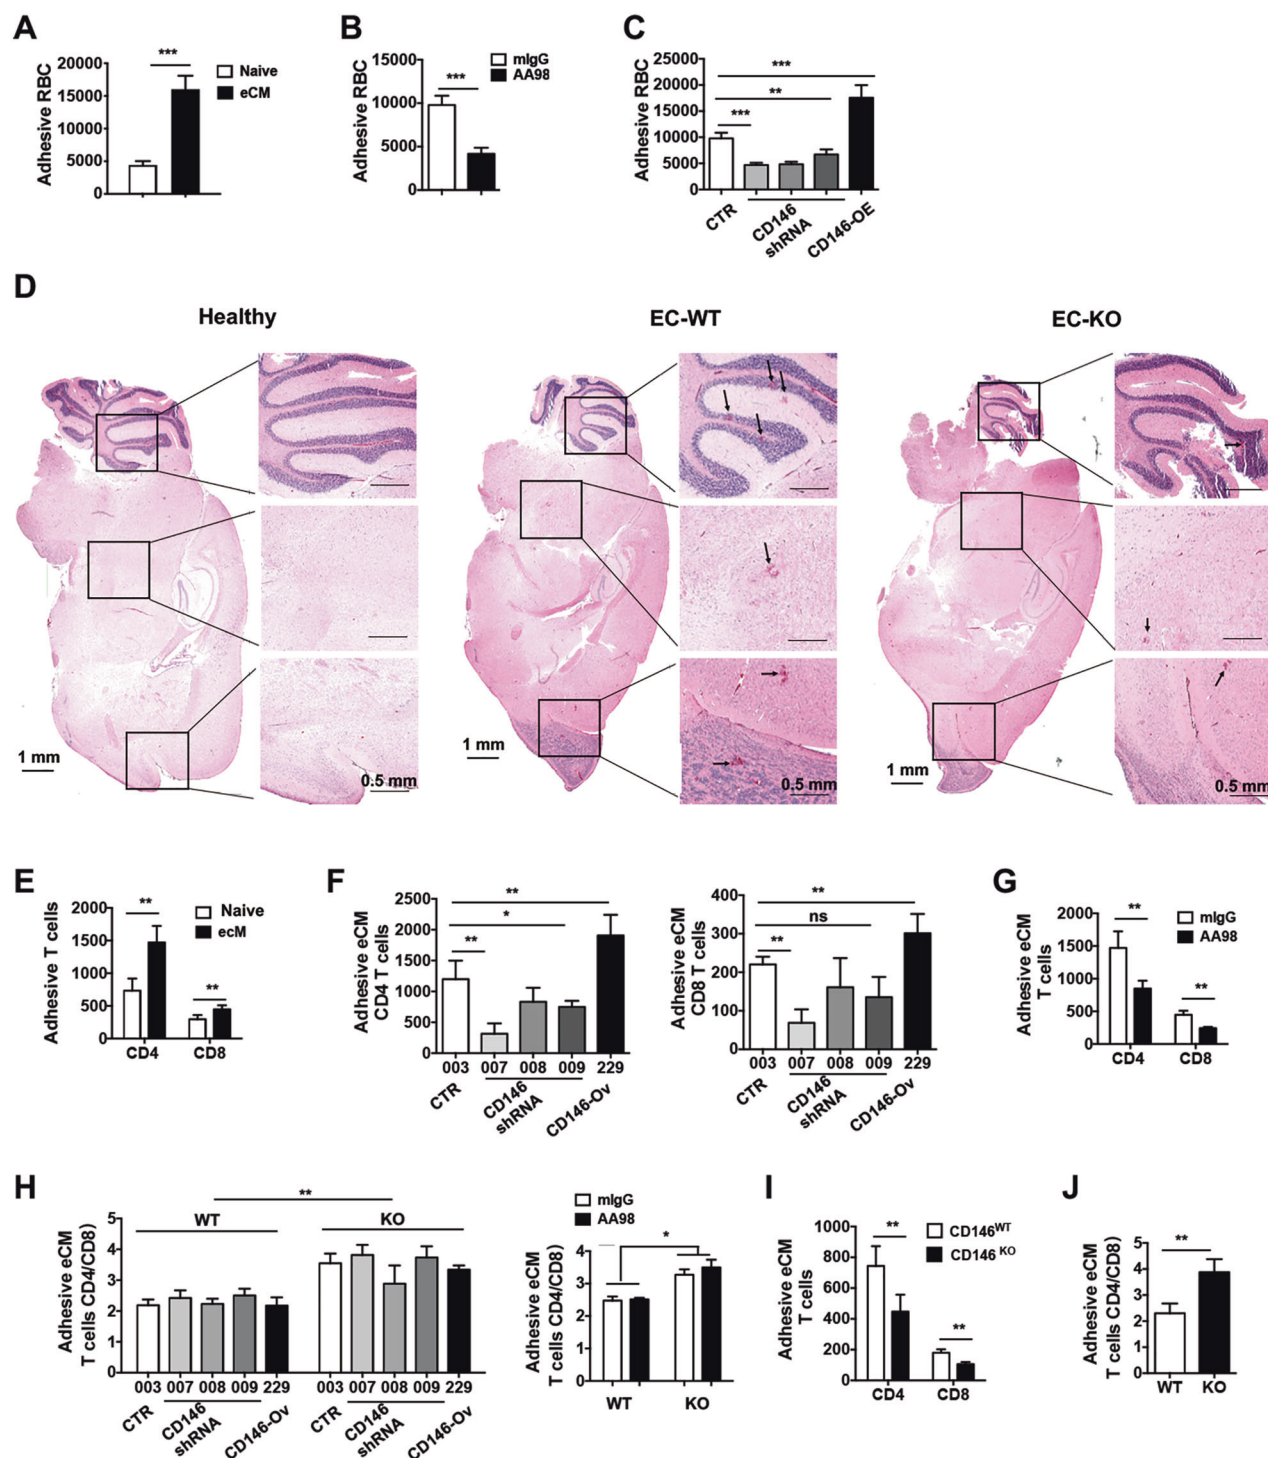 A
Adhesive RBC
20000
15000
10000
5000
0
***
Naive
eCM
B
Adhesive RBC
15000
10000
5000
0
***
mIgG
AA98
C
Adhesive RBC
25000
20000
15000
10000
5000
0
***
**
***
CTR
CD146
shRNA
CD146-OE
D
Healthy
EC-WT
EC-KO
1 mm
0.5 mm
1 mm
0.5 mm
1 mm
0.5 mm
E
Adhesive T cells
2000
1500
1000
500
0
**
**
CD4
CD8
Naive
ecM
F
Adhesive eCM
CD4 T cells
2500
2000
1500
1000
500
0
**
*
**
003 007 008 009 229
CTR
CD146
shRNA
CD146-Ov
Adhesive eCM
CD8 T cells
400
300
200
100
0
**
ns
**
003 007 008 009 229
CTR
CD146
shRNA
CD146-Ov
G
Adhesive eCM
T cells
2000
1500
1000
500
0
**
**
CD4
CD8
mIgG
AA98
H
Adhesive eCM
T cells CD4/CD8)
5
4
3
2
1
0
**
WT
KO
003 007 008 009 229
003 007 008 009 229
CTR
CD146
shRNA
CD146-Ov
CTR
CD146
shRNA
CD146-Ov
mIgG
AA98
Adhesive eCM
T cells CD4/CD8)
4
3
2
1
0
*
WT
KO
I
Adhesive eCM
T cells
1000
800
600
400
200
0
**
**
CD4
CD8
CD146WT
CD146 KO
J
Adhesive eCM
T cells CD4/CD8)
5
4
3
2
1
0
**
WT
KO